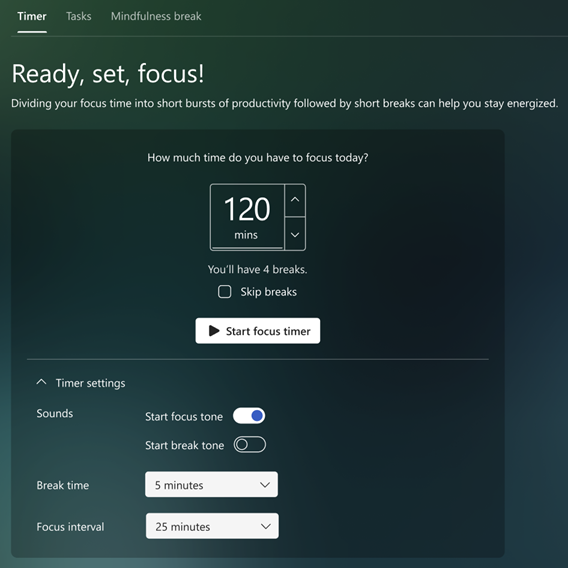 Timer Tasks Mindfulness break
Ready, set, focus!
Dividing your focus time into short bursts of productivity followed by short breaks can help you stay energized.
How much time do you have to focus today?
120
mins
You'll have 4 breaks.
Skip breaks
Start focus timer
Timer settings
Sounds
Start focus tone
Start break tone
Break time 5 minutes
Focus interval 25 minutes